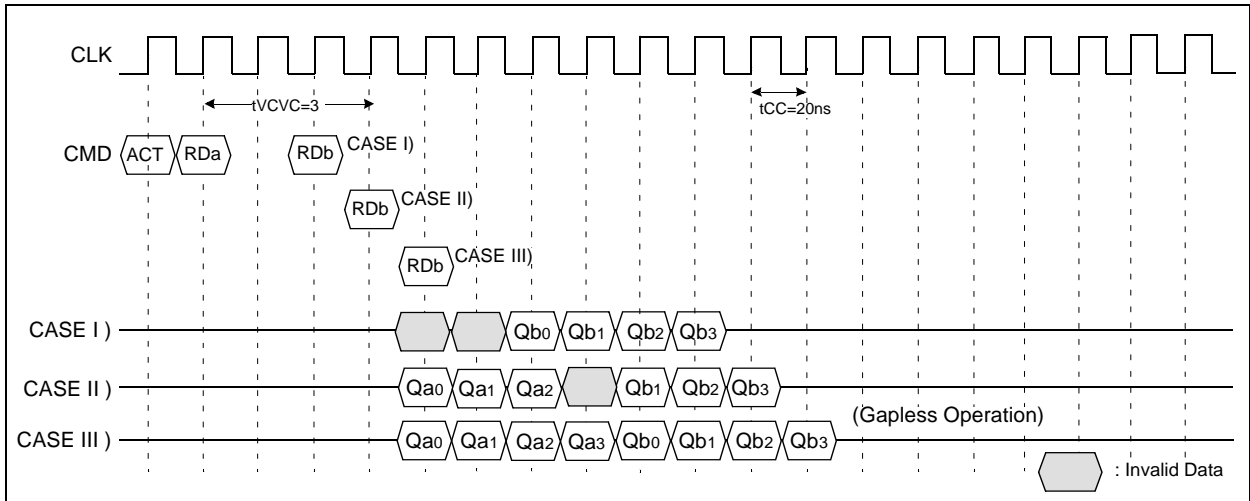 CLK
tVCVC=3
tCC=20ns
CMD ACT RDa RDb CASE I)
RDb CASE II)
RDb CASE III)
CASE I ) Qb0 Qb1 Qb2 Qb3
CASE II ) Qa0 Qa1 Qa2 Qb1 Qb2 Qb3
(Gapless Operation)
CASE III ) Qa0 Qa1 Qa2 Qa3 Qb0 Qb1 Qb2 Qb3
: Invalid Data